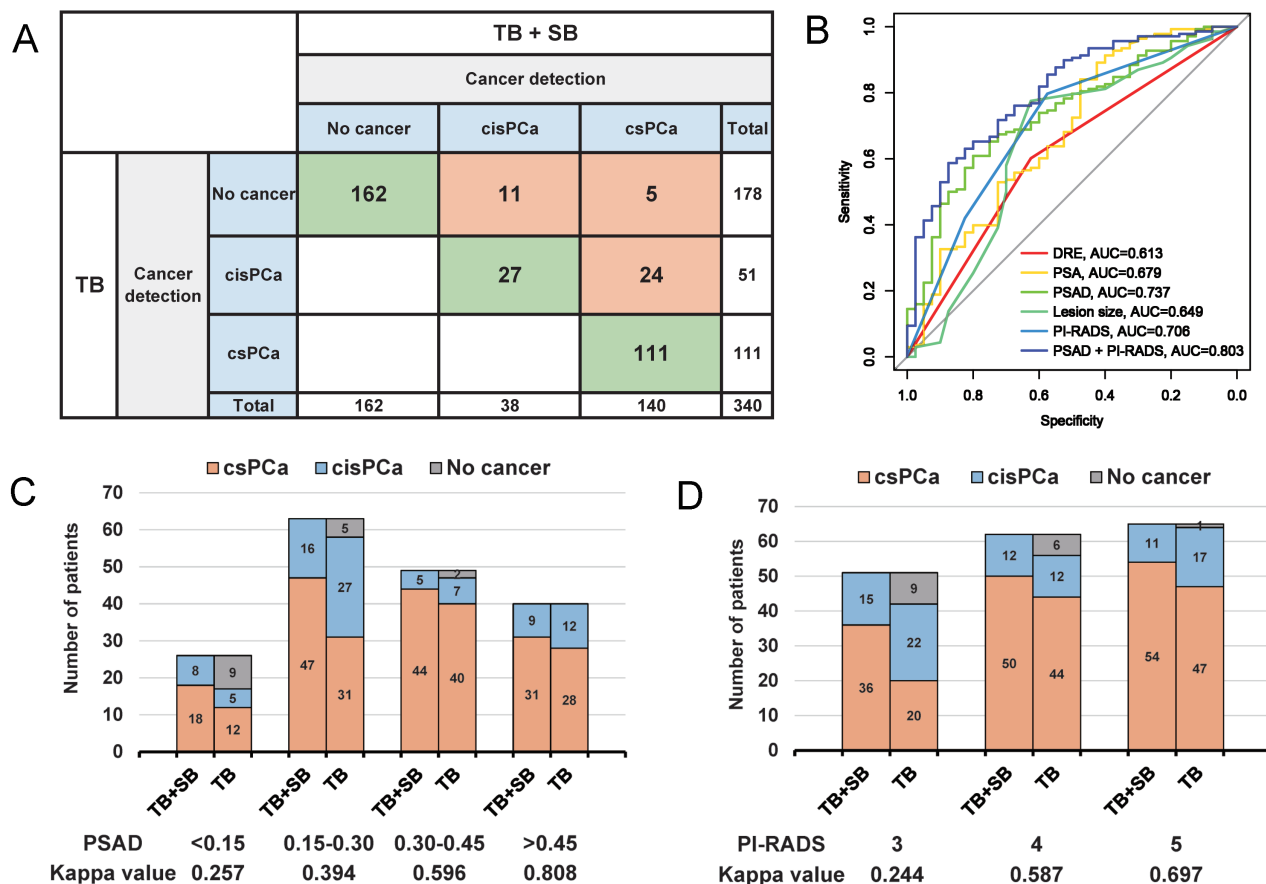 A
TB + SB
Cancer detection
No cancer cisPCa csPCa Total
TB
Cancer
detection
No cancer 162 11 5 178
cisPCa 27 24 51
csPCa 111 111
Total 162 38 140 340
B
Sensitivity
1.0
0.8
0.6
0.4
0.2
0.0
DRE, AUC=0.613
PSA, AUC=0.679
PSAD, AUC=0.737
Lesion size, AUC=0.649
PI-RADS, AUC=0.706
PSAD + PI-RADS, AUC=0.803
1.0 0.8 0.6 0.4 0.2 0.0
Specificity
C
csPCa cisPCa No cancer
Number of patients
70
60
50
40
30
20
10
0
8 9
5
18 12
16 5
27
47 31
5 2
7
44 40
9 12
31 28
TB+SB TB TB+SB TB TB+SB TB TB+SB TB
PSAD <0.15 0.15-0.30 0.30-0.45 >0.45
Kappa value 0.257 0.394 0.596 0.808
D
csPCa cisPCa No cancer
Number of patients
70
60
50
40
30
20
10
0
15 9
22
36 20
12 6
12
50 44
11 1
17
54 47
TB+SB TB TB+SB TB TB+SB TB
PI-RADS 3 4 5
Kappa value 0.244 0.587 0.697